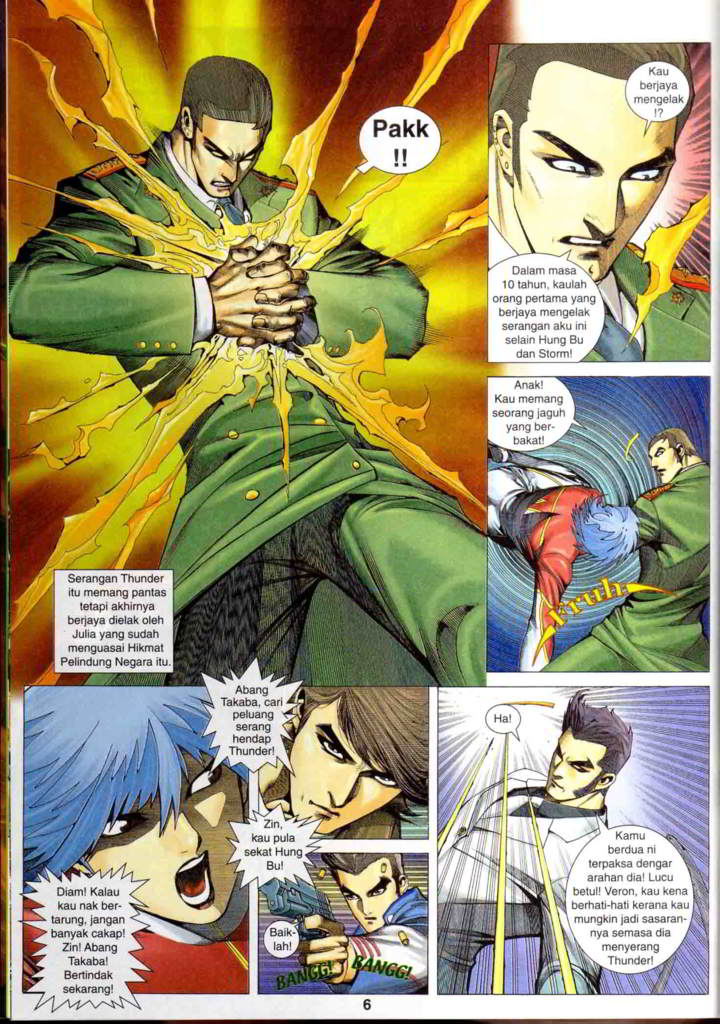 Pakk
!!
Kau
berjaya
mengelak
!?
Dalam masa
10 tahun, kaulah
orang pertama yang
berjaya mengelak
serangan aku ini
selain Hung Bu
dan Storm!
Serangan Thunder
itu memang pantas
tetapi akhirnya
berjaya dielak oleh
Julia yang sudah
menguasai Hikmat
Pelindung Negara itu.
Anak!
Kau memang
seorang jaguh
yang ber-
bakat!
Fruh
Abang
Takaba, cari
peluang
serang
hendap
Thunder!
Diam! Kalau
kau nak ber-
tarung, jangan
banyak cakap!
Zin! Abang
Takaba!
Bertindak
sekarang!
Zin,
kau pula
sekat Hung
Bu!
Baik-
lah!
BANGG! BANGG!
Ha!
Kamu
berdua ni
terpaksa dengar
arahan dia! Lucu
betul! Veron, kau kena
berhati-hati kerana kau
mungkin jadi sasaran-
nya semasa dia
menyerang
Thunder!
6